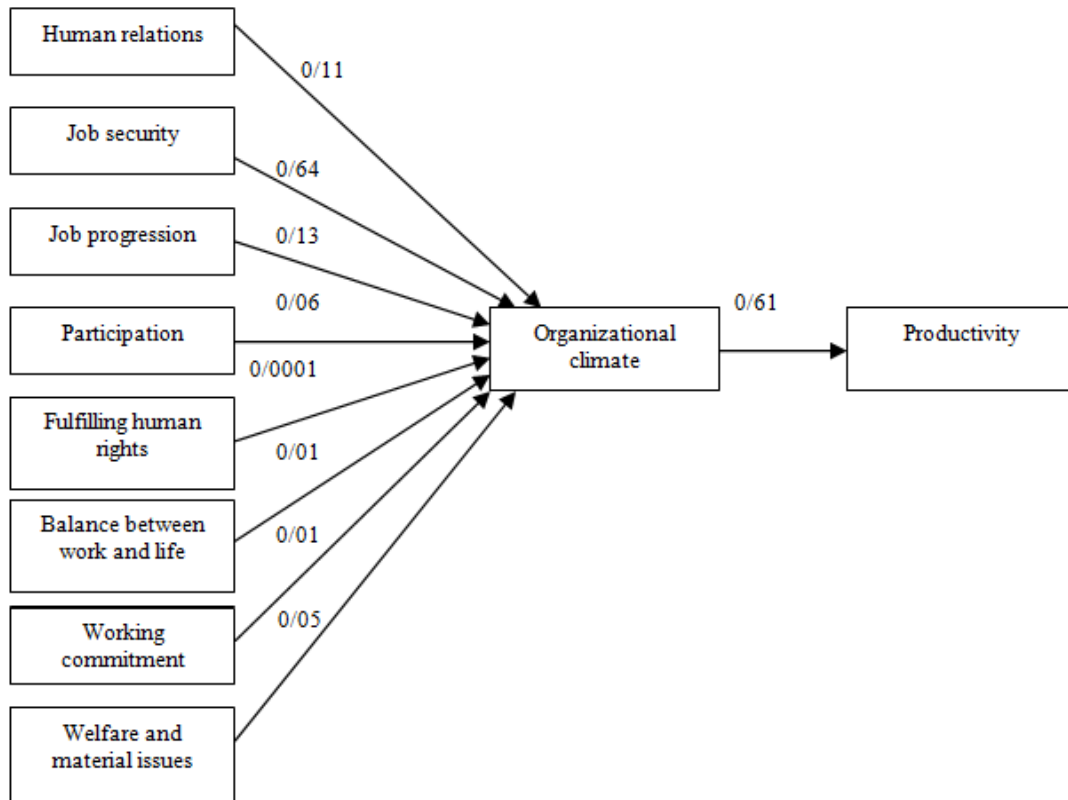 Human relations
0/11
Job security
0/64
Job progression
0/13
0/06
Participation
Organizational
climate
0/61
Productivity
0/0001
Fulfilling human
rights
0/01
Balance between
work and life
0/01
Working
commitment
0/05
Welfare and
material issues